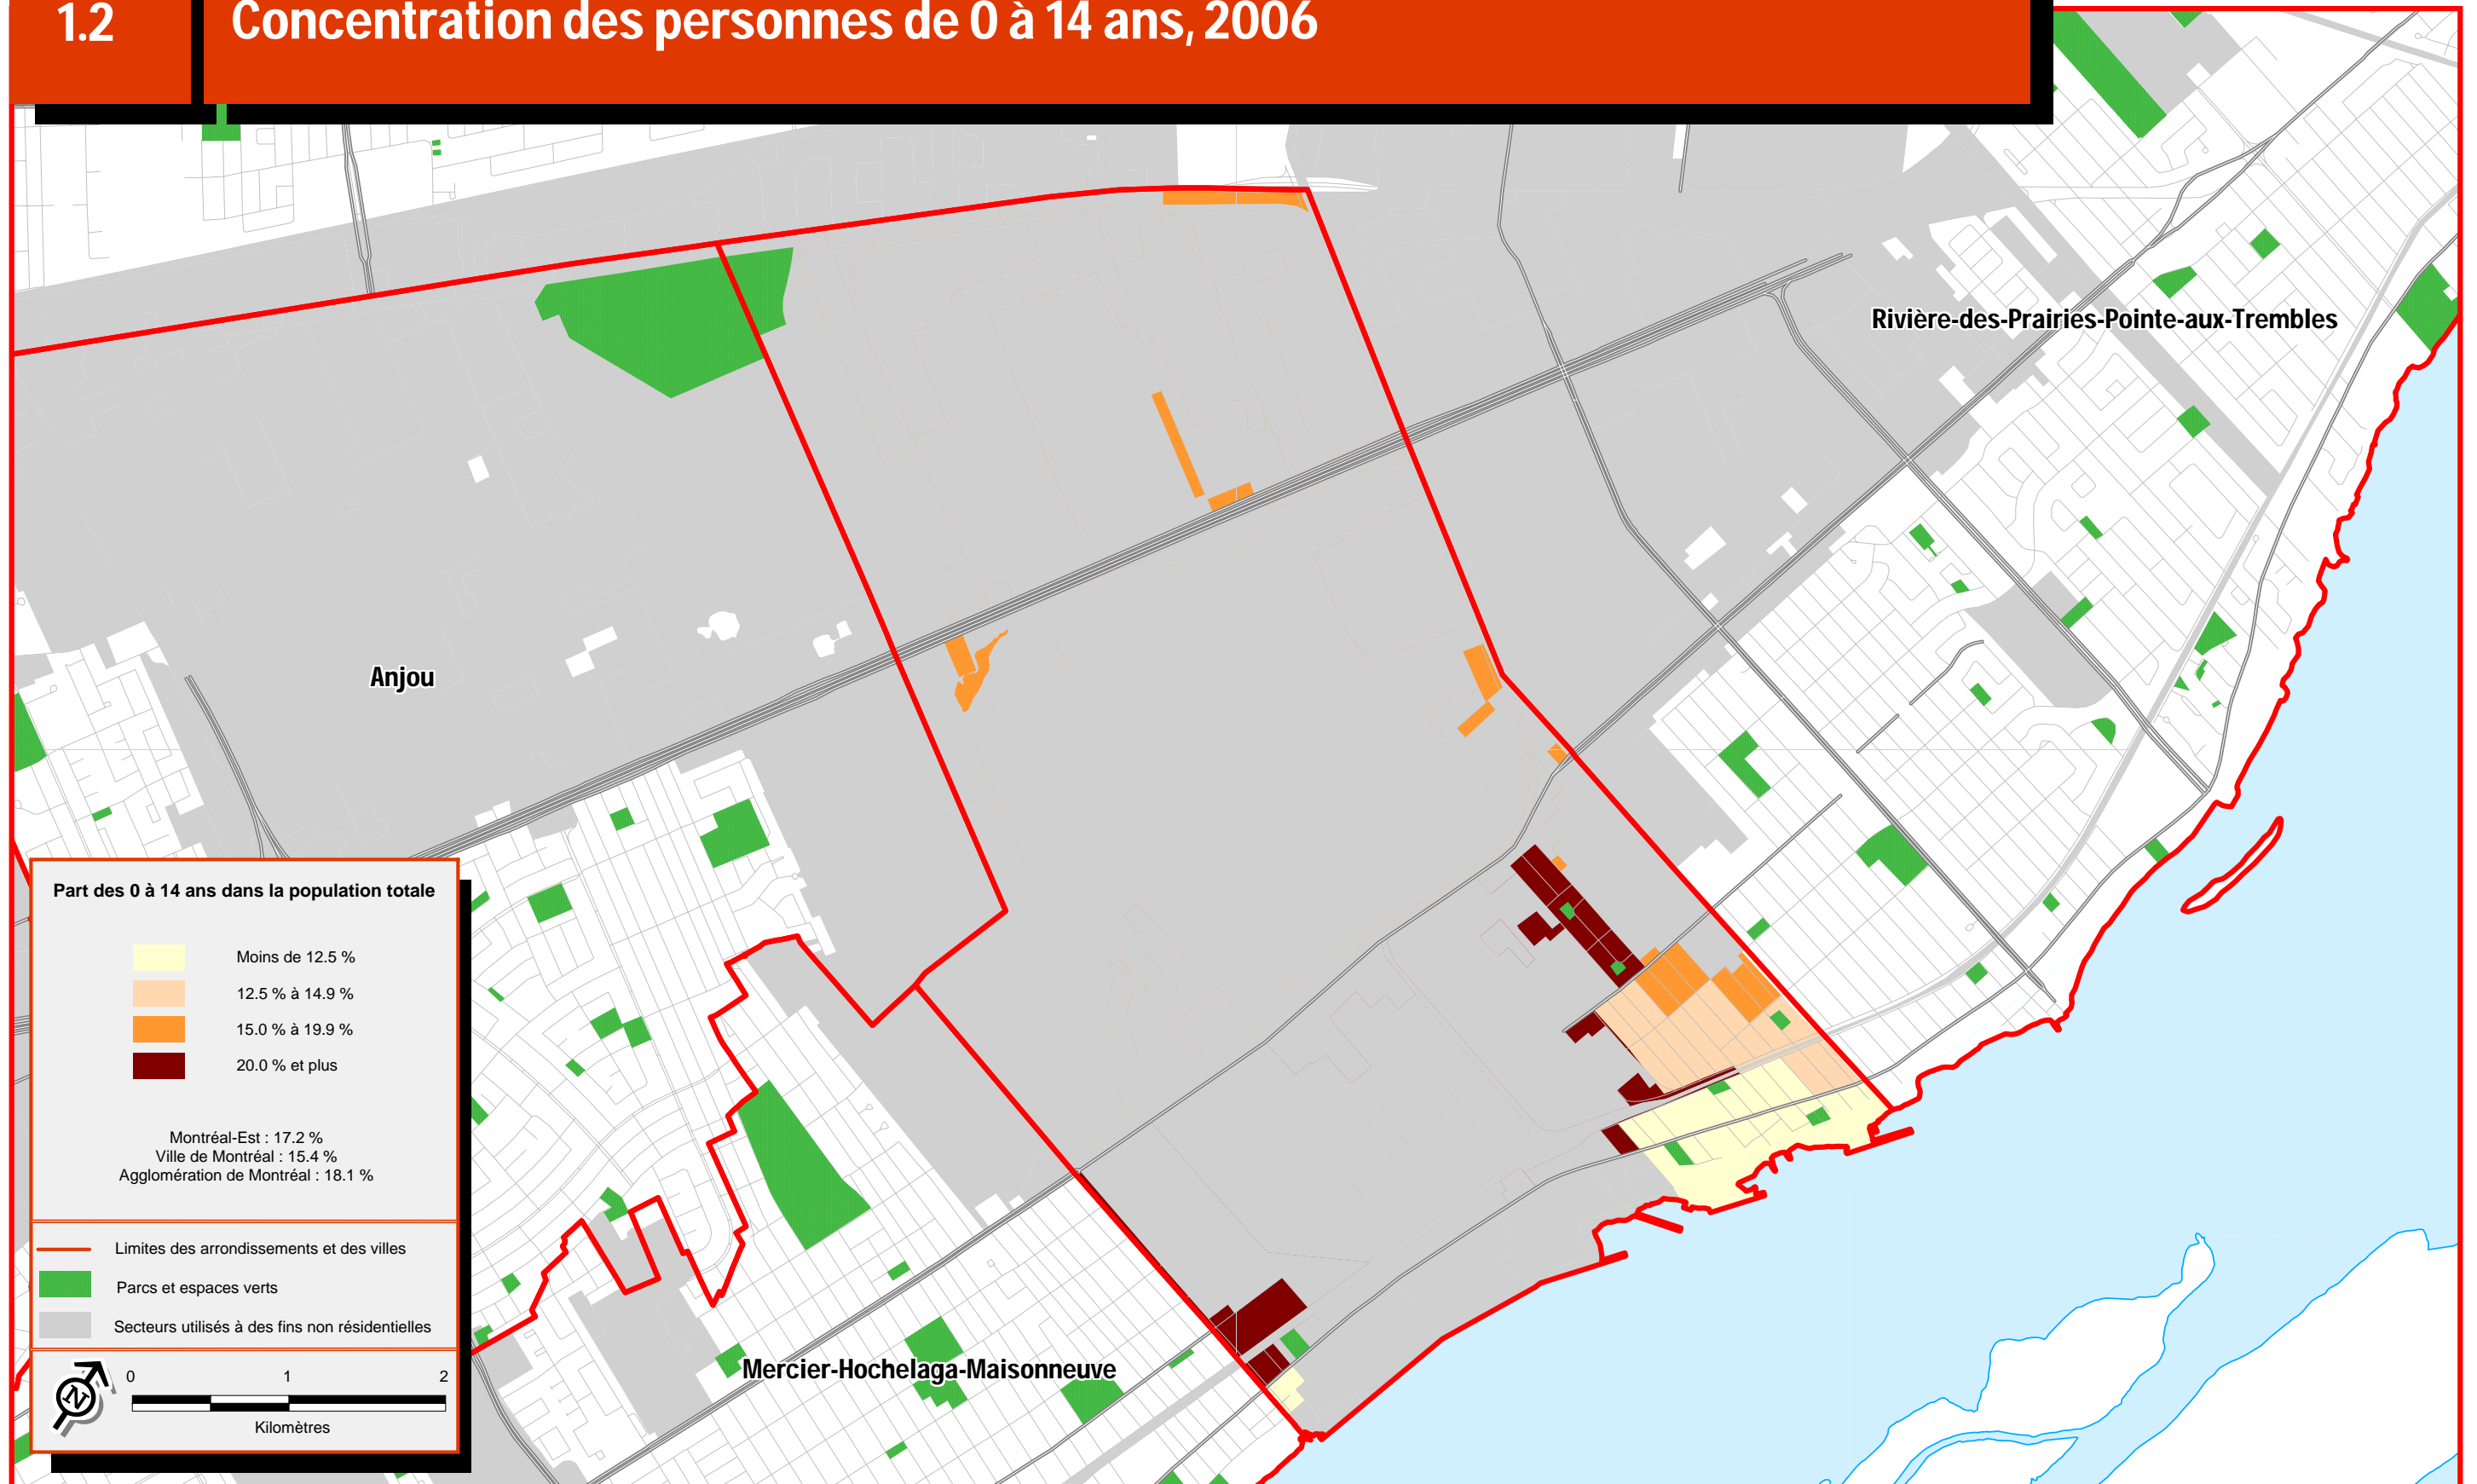 1.2
Concentration des personnes de 0 à 14 ans, 2006
Rivière-des-Prairies-Pointe-aux-Trembles
Anjou
Mercier-Hochelaga-Maisonneuve
Part des 0 à 14 ans dans la population totale
Moins de 12.5 %
12.5 % à 14.9 %
15.0 % à 19.9 %
20.0 % et plus
Montréal-Est : 17.2 %
Ville de Montréal : 15.4 %
Agglomération de Montréal : 18.1 %
Limites des arrondissements et des villes
Parcs et espaces verts
Secteurs utilisés à des fins non résidentielles
N
0 1 2
Kilomètres